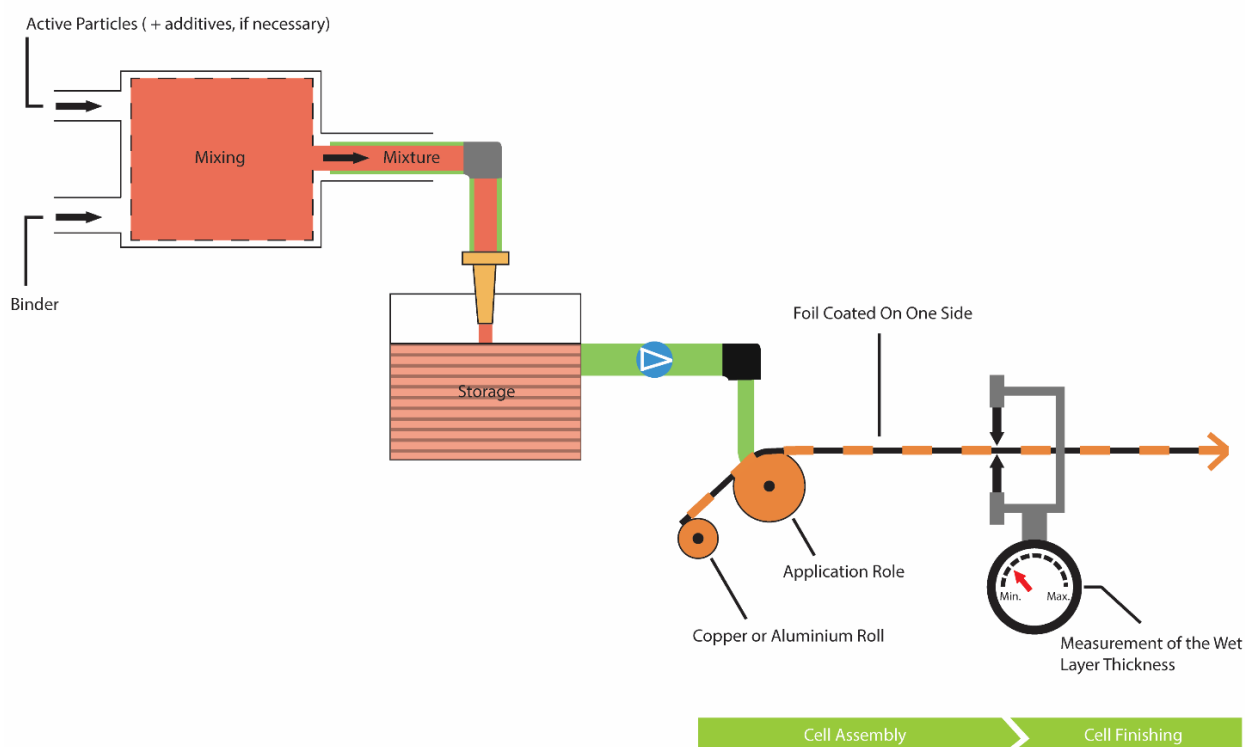 Active Particles ( + additives, if necessary)
Mixing
Mixture
Binder
Storage
Foil Coated On One Side
Application Role
Copper or Aluminium Roll
Min.
Max.
Measurement of the Wet
Layer Thickness
Cell Assembly
Cell Finishing